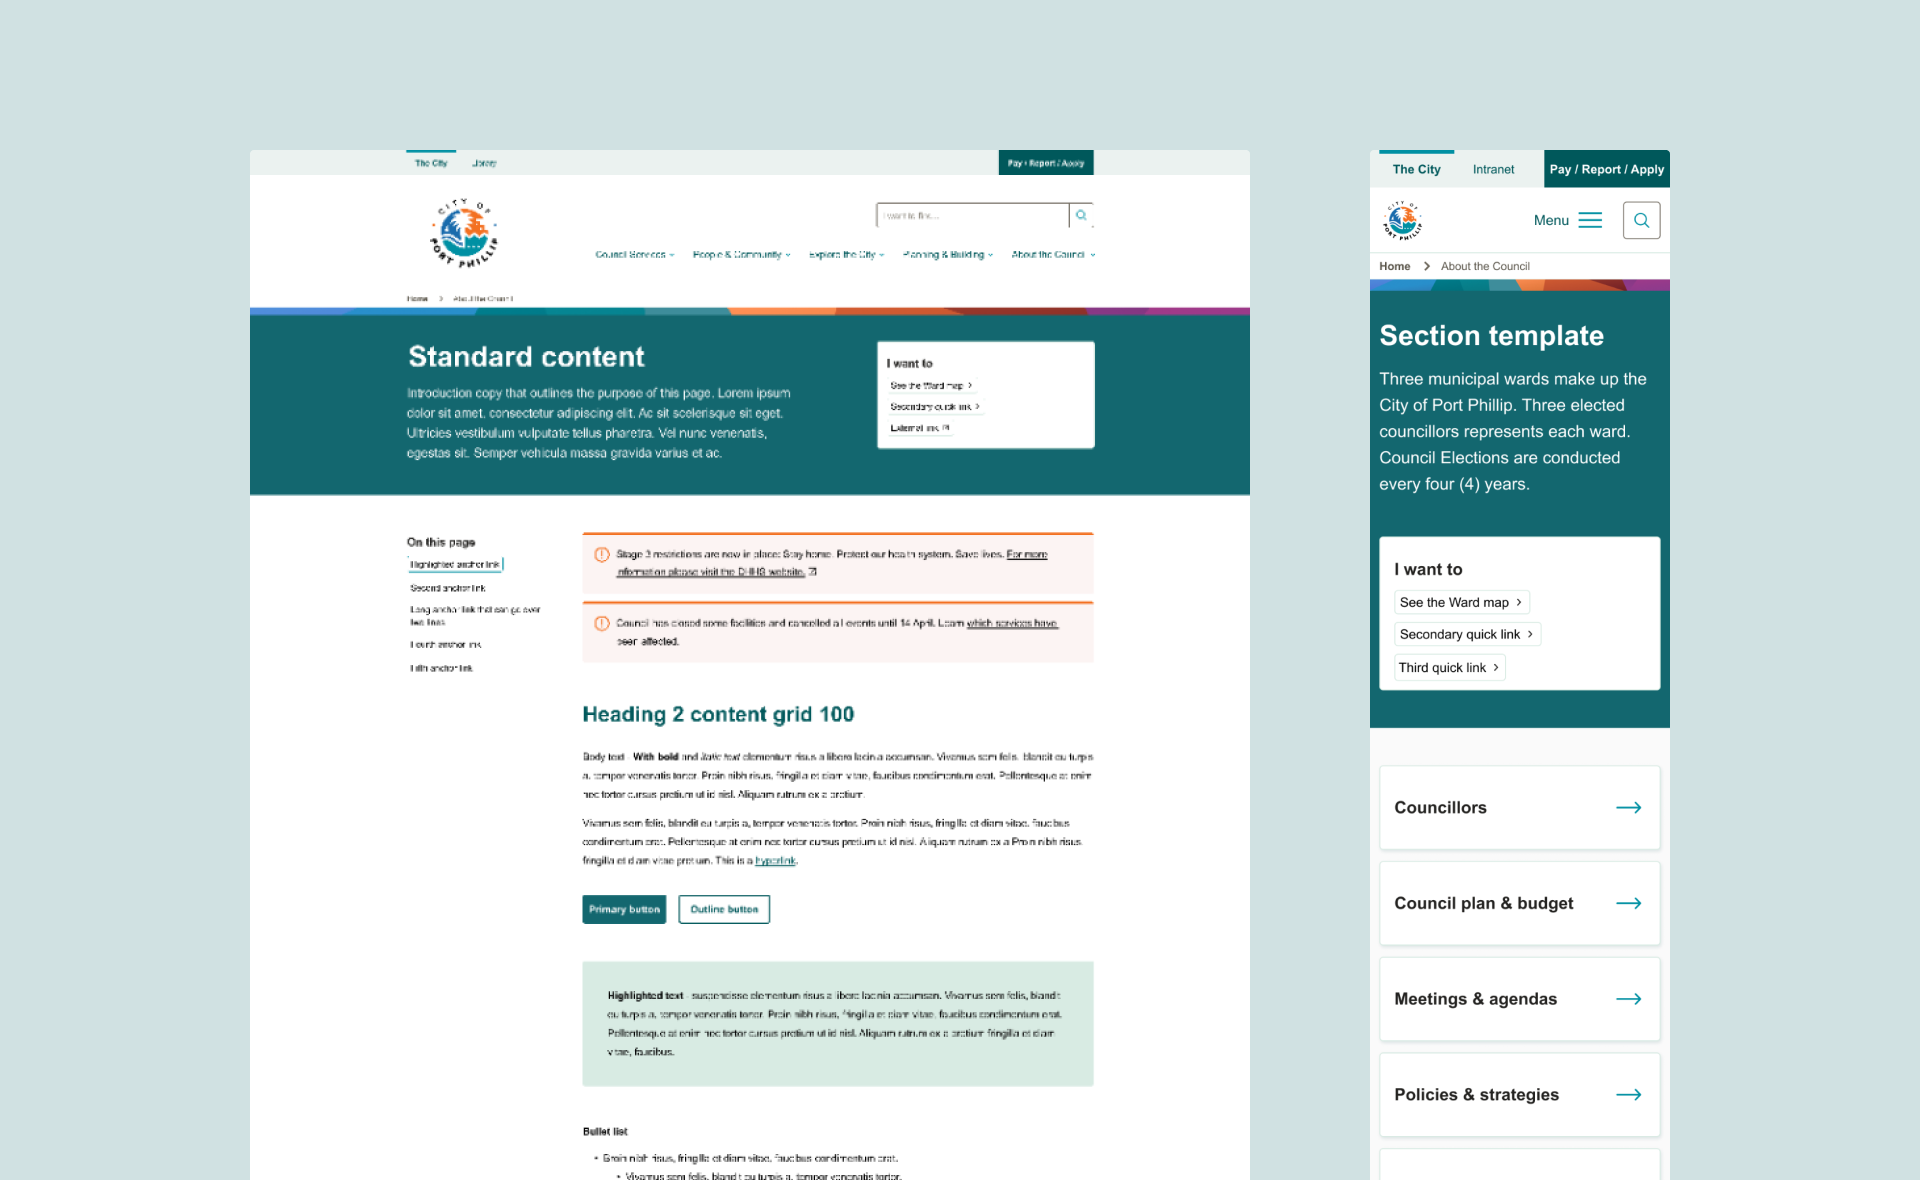 The City
Library
Pay / Report / Apply
CITY OF
PORT PHILLIP
I want to find...
Council Services
People & Community
Explore the City
Planning & Building
About the Council
Home
About the Council
Standard content
Introduction copy that outlines the purpose of this page. Lorem ipsum
dolor sit amet, consectetur adipiscing elit. Ac sit scelerisque sit eget.
Ultricies vestibulum vulputate tellus pharetra. Vel nunc venenatis,
egestas sit. Semper vehicula massa gravida varius et ac.
I want to
See the Ward map
Secondary quick link
External link
On this page
Highlighted anchor link
Second anchor link
Long anchor link that can go over
two lines
Fourth anchor link
Fifth anchor link
Stage 3 restrictions are now in place: Stay home. Protect our health system. Save lives. For more
information please visit the DHHS website.
Council has closed some facilities and cancelled all events until 14 April. Learn which services have
been affected.
Heading 2 content grid 100
Body text - With bold and italic text elementum risus a libero lacinia accumsan. Vivamus sem felis, blandit eu turpis
a, tempor venenatis tortor. Proin nibh risus, fringilla et diam vitae, faucibus condimentum erat. Pellentesque at enim
nec tortor cursus pretium ut id nisl. Aliquam rutrum ex a pretium.
Vivamus sem felis, blandit eu turpis a, tempor venenatis tortor. Proin nibh risus, fringilla et diam vitae, faucibus
condimentum erat. Pellentesque at enim nec tortor cursus pretium ut id nisl. Aliquam rutrum ex a Proin nibh risus,
fringilla et diam vitae pretium. This is a hyperlink.
Primary button
Outline button
Highlighted text - suspendisse elementum risus a libero lacinia accumsan. Vivamus sem felis, blandit
eu turpis a, tempor venenatis tortor. Proin nibh risus, fringilla et diam vitae, faucibus condimentum erat.
Pellentesque at enim nec tortor cursus pretium ut id nisl. Aliquam rutrum ex a pretium fringilla et diam
vitae, faucibus.
Bullet list
• Proin nibh risus, fringilla et diam vitae, faucibus condimentum erat.
• Vivamus sem felis, blandit eu turpis a, tempor venenatis tortor.
The City
Intranet
Pay / Report / Apply
CITY OF
PORT PHILLIP
Menu
Home
About the Council
Section template
Three municipal wards make up the
City of Port Phillip. Three elected
councillors represents each ward.
Council Elections are conducted
every four (4) years.
I want to
See the Ward map
Secondary quick link
Third quick link
Councillors
Council plan & budget
Meetings & agendas
Policies & strategies